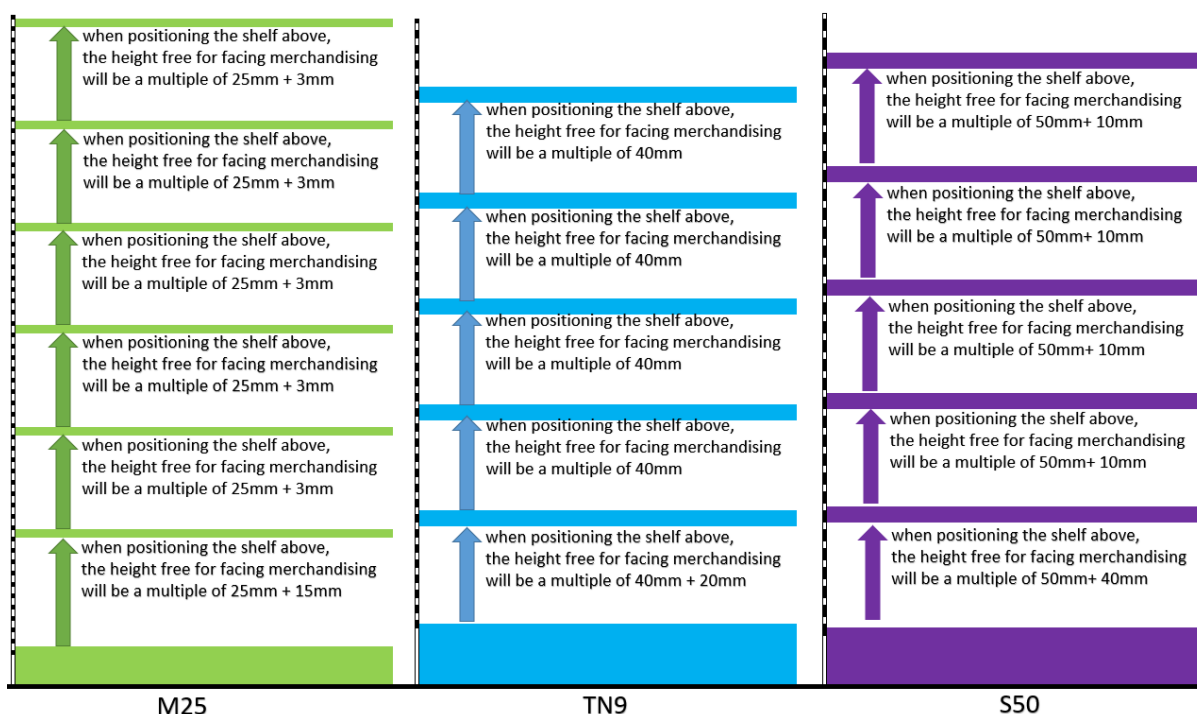 when positioning the shelf above,
the height free for facing merchandising
will be a multiple of 25mm + 3mm
when positioning the shelf above,
the height free for facing merchandising
will be a multiple of 25mm + 3mm
when positioning the shelf above,
the height free for facing merchandising
will be a multiple of 25mm + 3mm
when positioning the shelf above,
the height free for facing merchandising
will be a multiple of 25mm + 3mm
when positioning the shelf above,
the height free for facing merchandising
will be a multiple of 25mm + 3mm
when positioning the shelf above,
the height free for facing merchandising
will be a multiple of 25mm + 15mm
M25
when positioning the shelf above,
the height free for facing merchandising
will be a multiple of 40mm
when positioning the shelf above,
the height free for facing merchandising
will be a multiple of 40mm
when positioning the shelf above,
the height free for facing merchandising
will be a multiple of 40mm
when positioning the shelf above,
the height free for facing merchandising
will be a multiple of 40mm
when positioning the shelf above,
the height free for facing merchandising
will be a multiple of 40mm + 20mm
TN9
when positioning the shelf above,
the height free for facing merchandising
will be a multiple of 50mm+ 10mm
when positioning the shelf above,
the height free for facing merchandising
will be a multiple of 50mm+ 10mm
when positioning the shelf above,
the height free for facing merchandising
will be a multiple of 50mm+ 10mm
when positioning the shelf above,
the height free for facing merchandising
will be a multiple of 50mm+ 10mm
when positioning the shelf above,
the height free for facing merchandising
will be a multiple of 50mm+ 40mm
S50